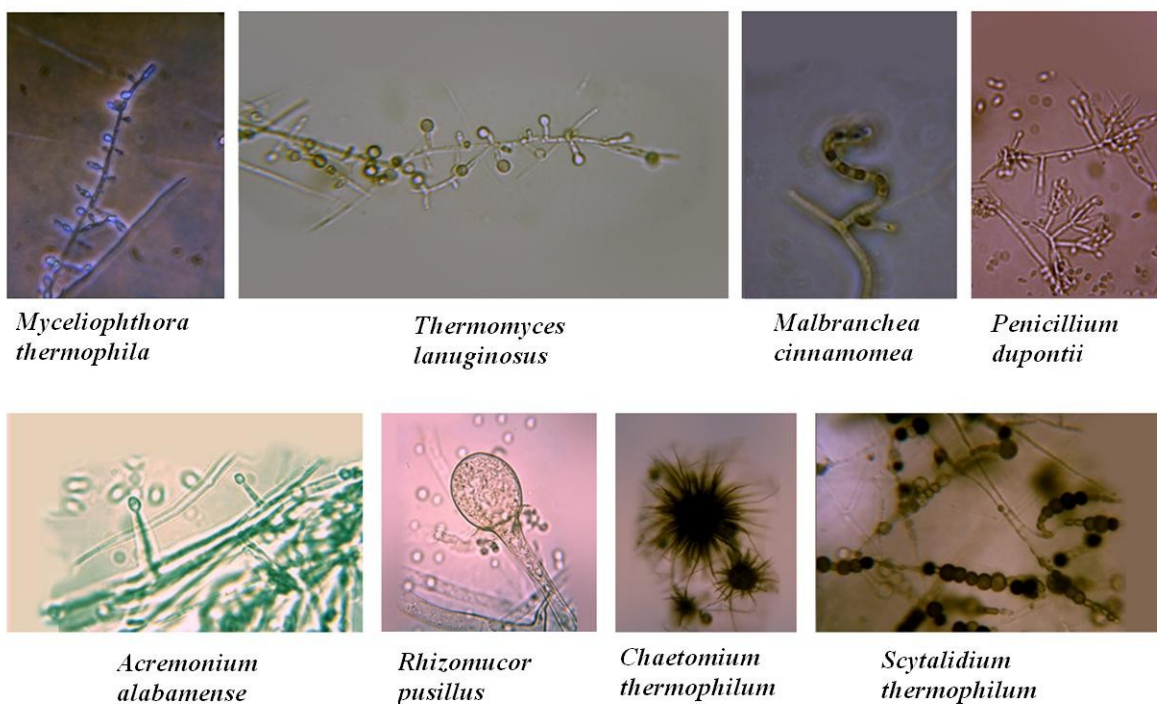 Myceliophthora
thermophila
Thermomyces
lanuginosus
Malbranchea
cinnamomea
Penicillium
dupontii
Acremonium
alabamense
Rhizomucor
pusillus
Chaetomium
thermophilum
Scytalidium
thermophilum